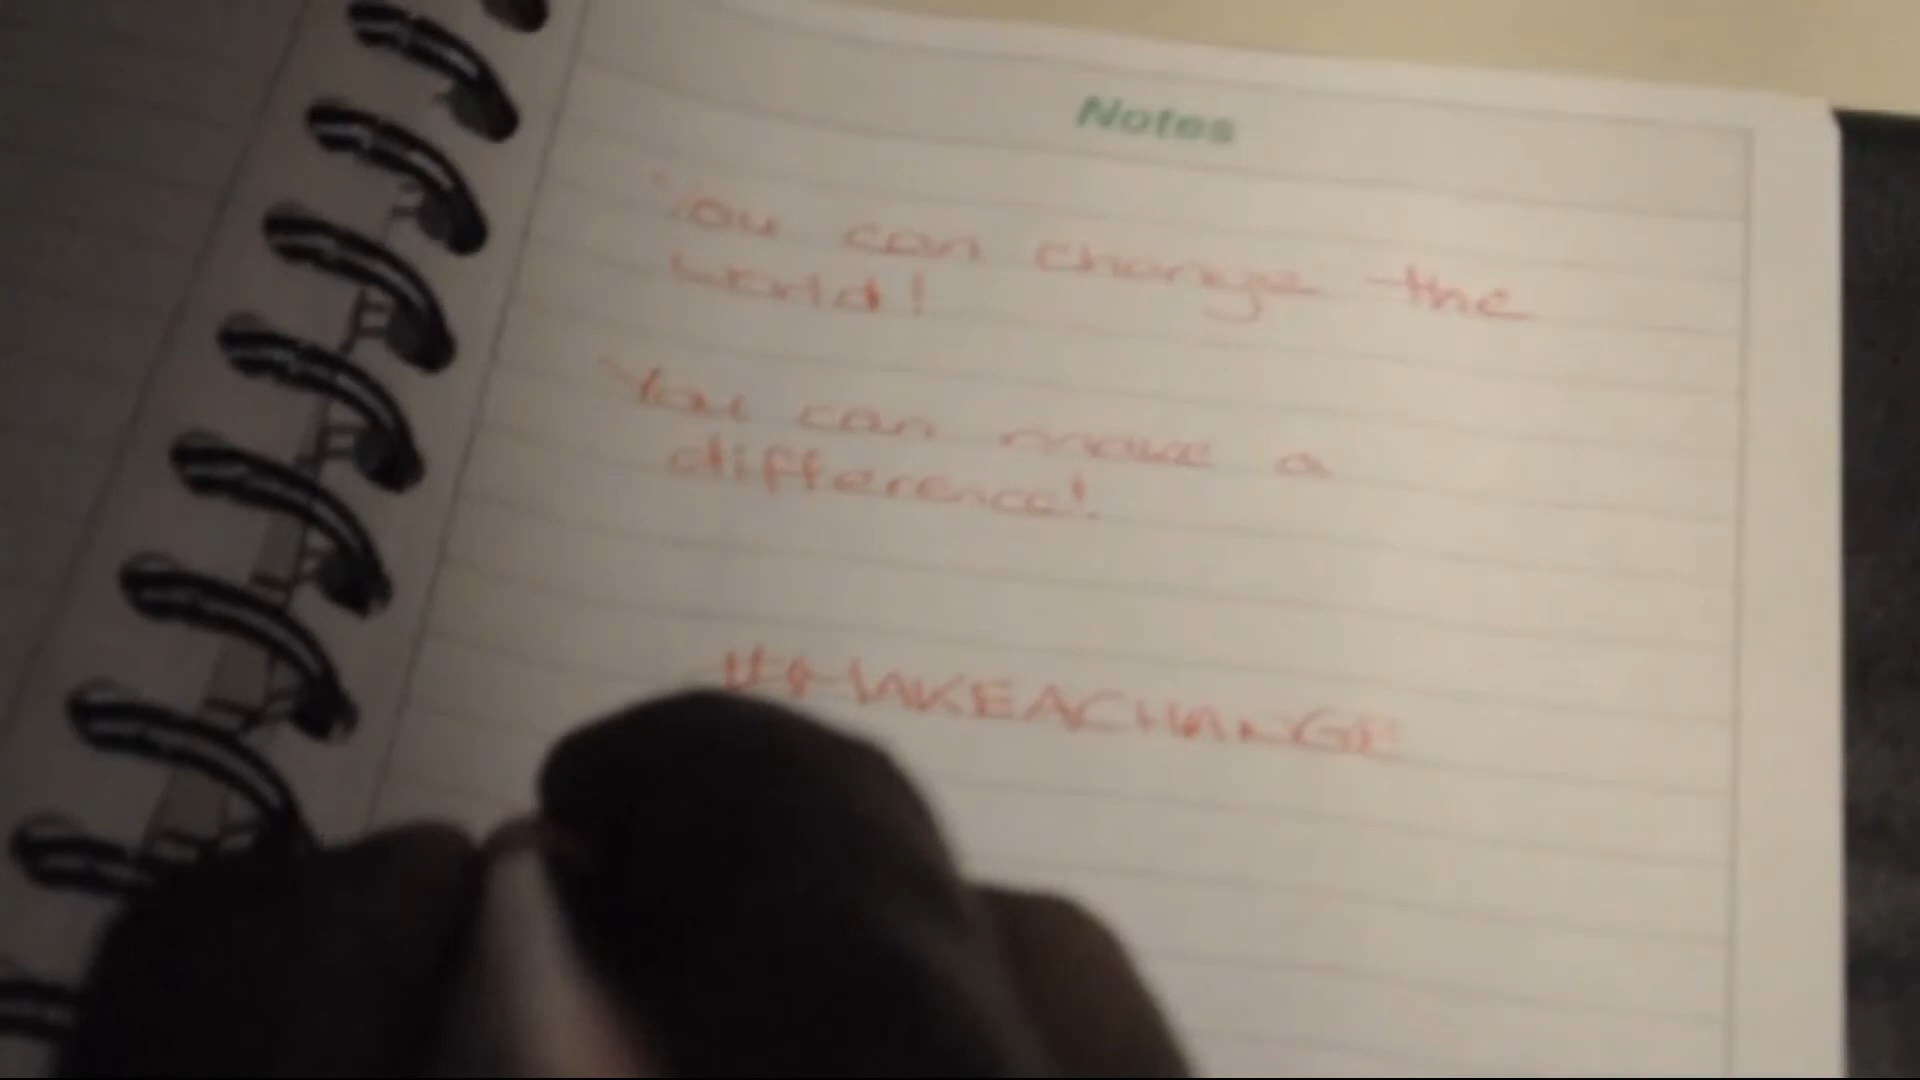 Notes
You can change the
world!
You can make a
difference!
#MAKEACHANGE